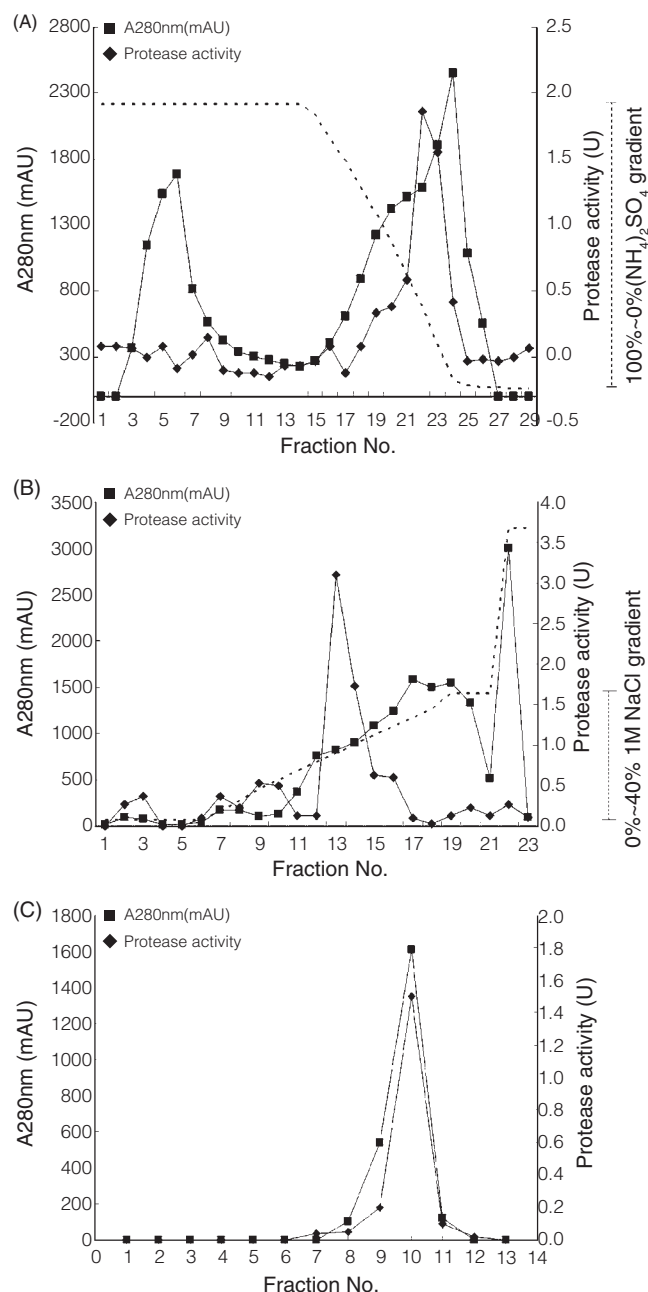 (A)
A280nm(mAU)
Protease activity
2800
2300
1800
1300
800
300
-200
A280nm (mAU)
2.5
2.0
1.5
1.0
0.5
0.0
-0.5
Protease activity (U)
100%~0%(NH4)2SO4 gradient
1 3 5 7 9 11 13 15 17 19 21 23 25 27 29
Fraction No.
(B)
A280nm(mAU)
Protease activity
3500
3000
2500
2000
1500
1000
500
0
A280nm (mAU)
4.0
3.5
3.0
2.5
2.0
1.5
1.0
0.5
0.0
Protease activity (U)
0%~40% 1M NaCl gradient
1 3 5 7 9 11 13 15 17 19 21 23
Fraction No.
(C)
A280nm(mAU)
Protease activity
1800
1600
1400
1200
1000
800
600
400
200
0
A280nm (mAU)
2.0
1.8
1.6
1.4
1.2
1.0
0.8
0.6
0.4
0.2
0.0
Protease activity (U)
0 1 2 3 4 5 6 7 8 9 10 11 12 13 14
Fraction No.